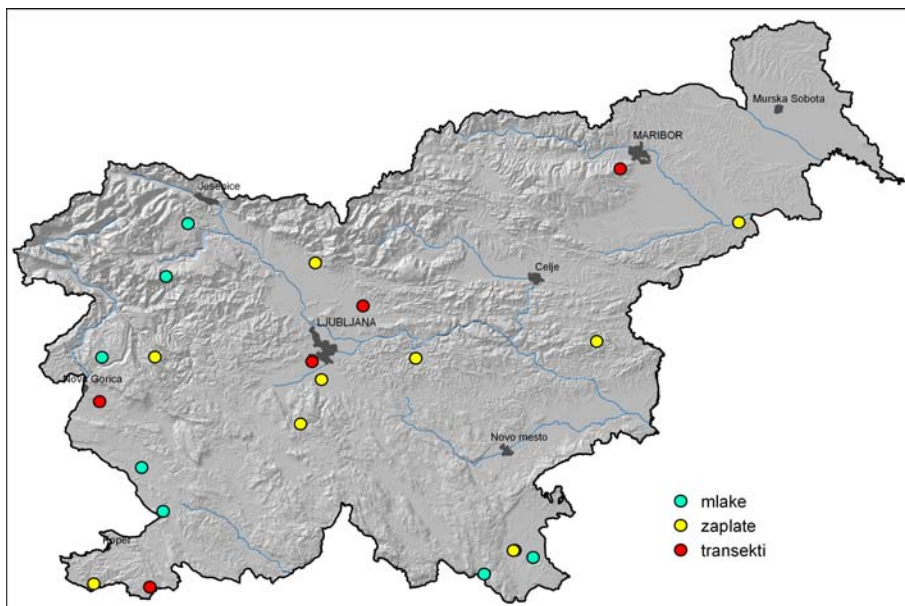 Murska Sobota
MARIBOR
Jesenice
Celje
LJUBLJANA
Nova Gorica
Novo mesto
Koper
mlake
zaplate
transekti